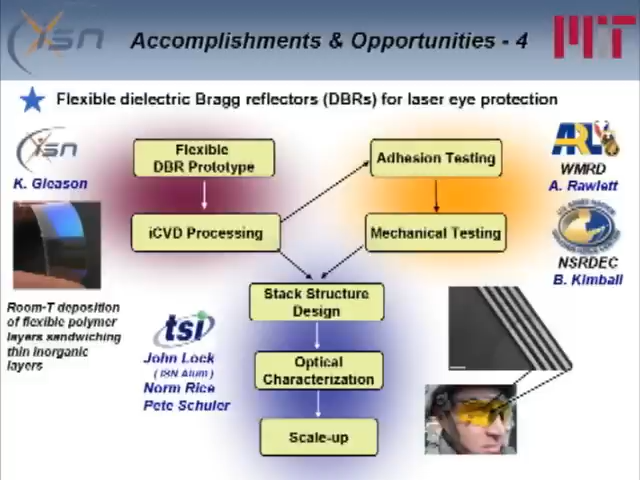 ISN
Accomplishments & Opportunities - 4
MIT
Flexible dielectric Bragg reflectors (DBRs) for laser eye protection
ISN
K. Gleason
Flexible
DBR Prototype
Adhesion Testing
ARL
WMRD
A. Rawlett
iCVD Processing
Mechanical Testing
NSRDEC
B. Kimball
Room-T deposition
of flexible polymer
layers sandwiching
thin inorganic
layers
Stack Structure
Design
tsi
John Lock
( ISN Alum )
Norm Rice
Pete Schuler
Optical
Characterization
Scale-up